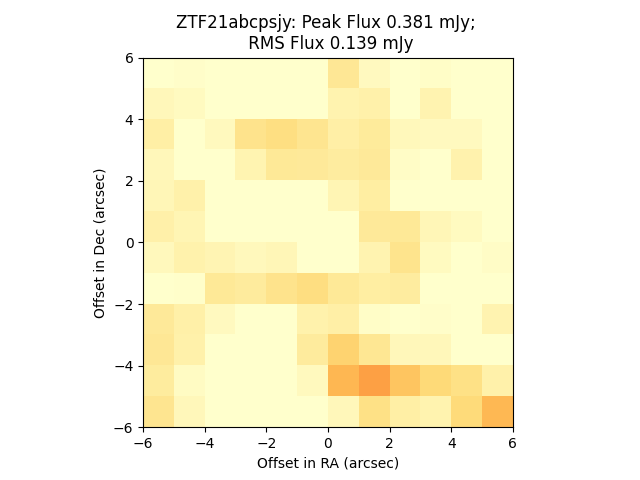 ZTF21abcpsjy: Peak Flux 0.381 mJy;
RMS Flux 0.139 mJy
6
4
2
0
−2
−4
−6
Offset in Dec (arcsec)
−6 −4 −2 0 2 4 6
Offset in RA (arcsec)